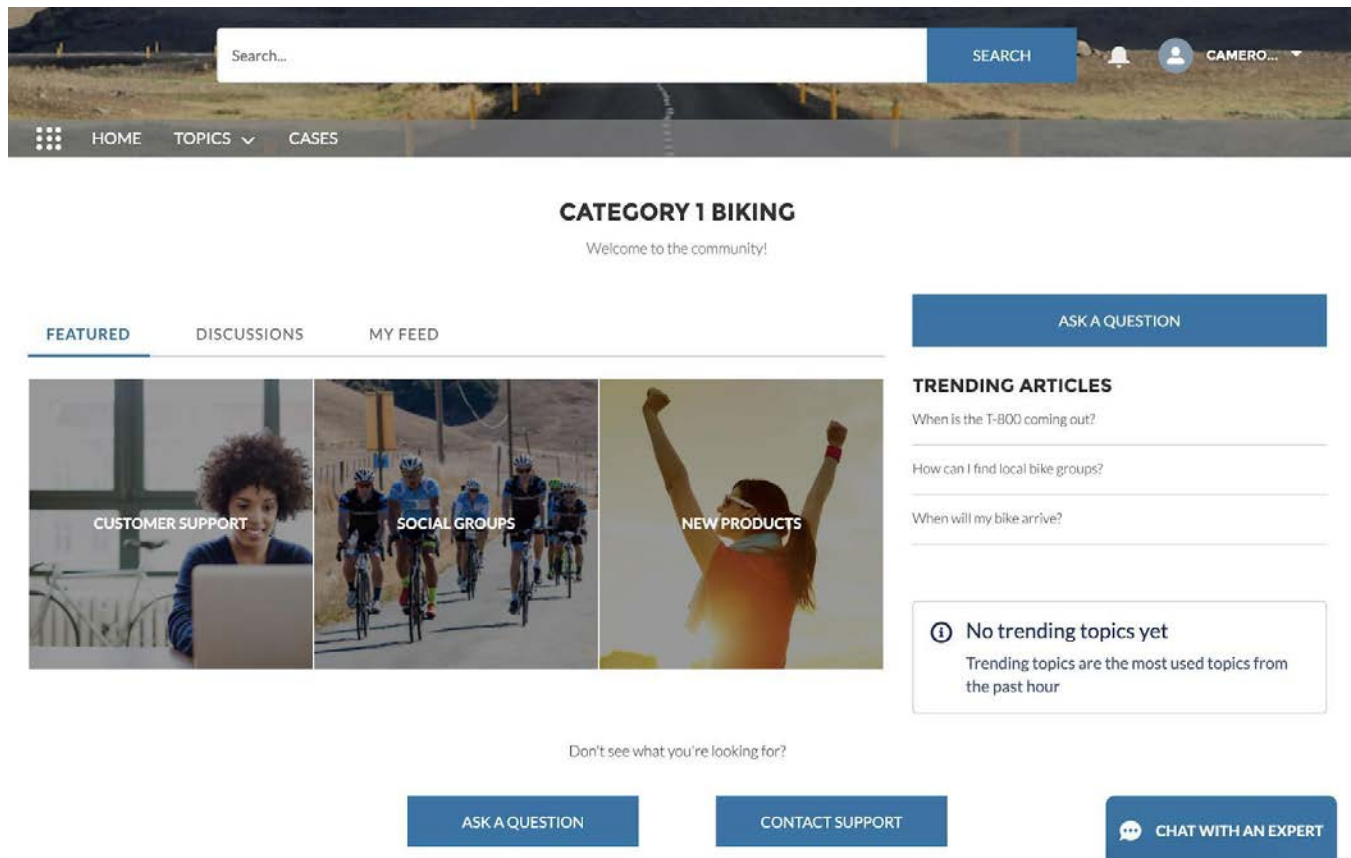 Search...
SEARCH
CAMERO...
HOME
TOPICS
CASES
CATEGORY 1 BIKING
Welcome to the community!
FEATURED
DISCUSSIONS
MY FEED
ASK A QUESTION
CUSTOMER SUPPORT
SOCIAL GROUPS
NEW PRODUCTS
TRENDING ARTICLES
When is the T-800 coming out?
How can I find local bike groups?
When will my bike arrive?
No trending topics yet
Trending topics are the most used topics from
the past hour
Don't see what you're looking for?
ASK A QUESTION
CONTACT SUPPORT
CHAT WITH AN EXPERT